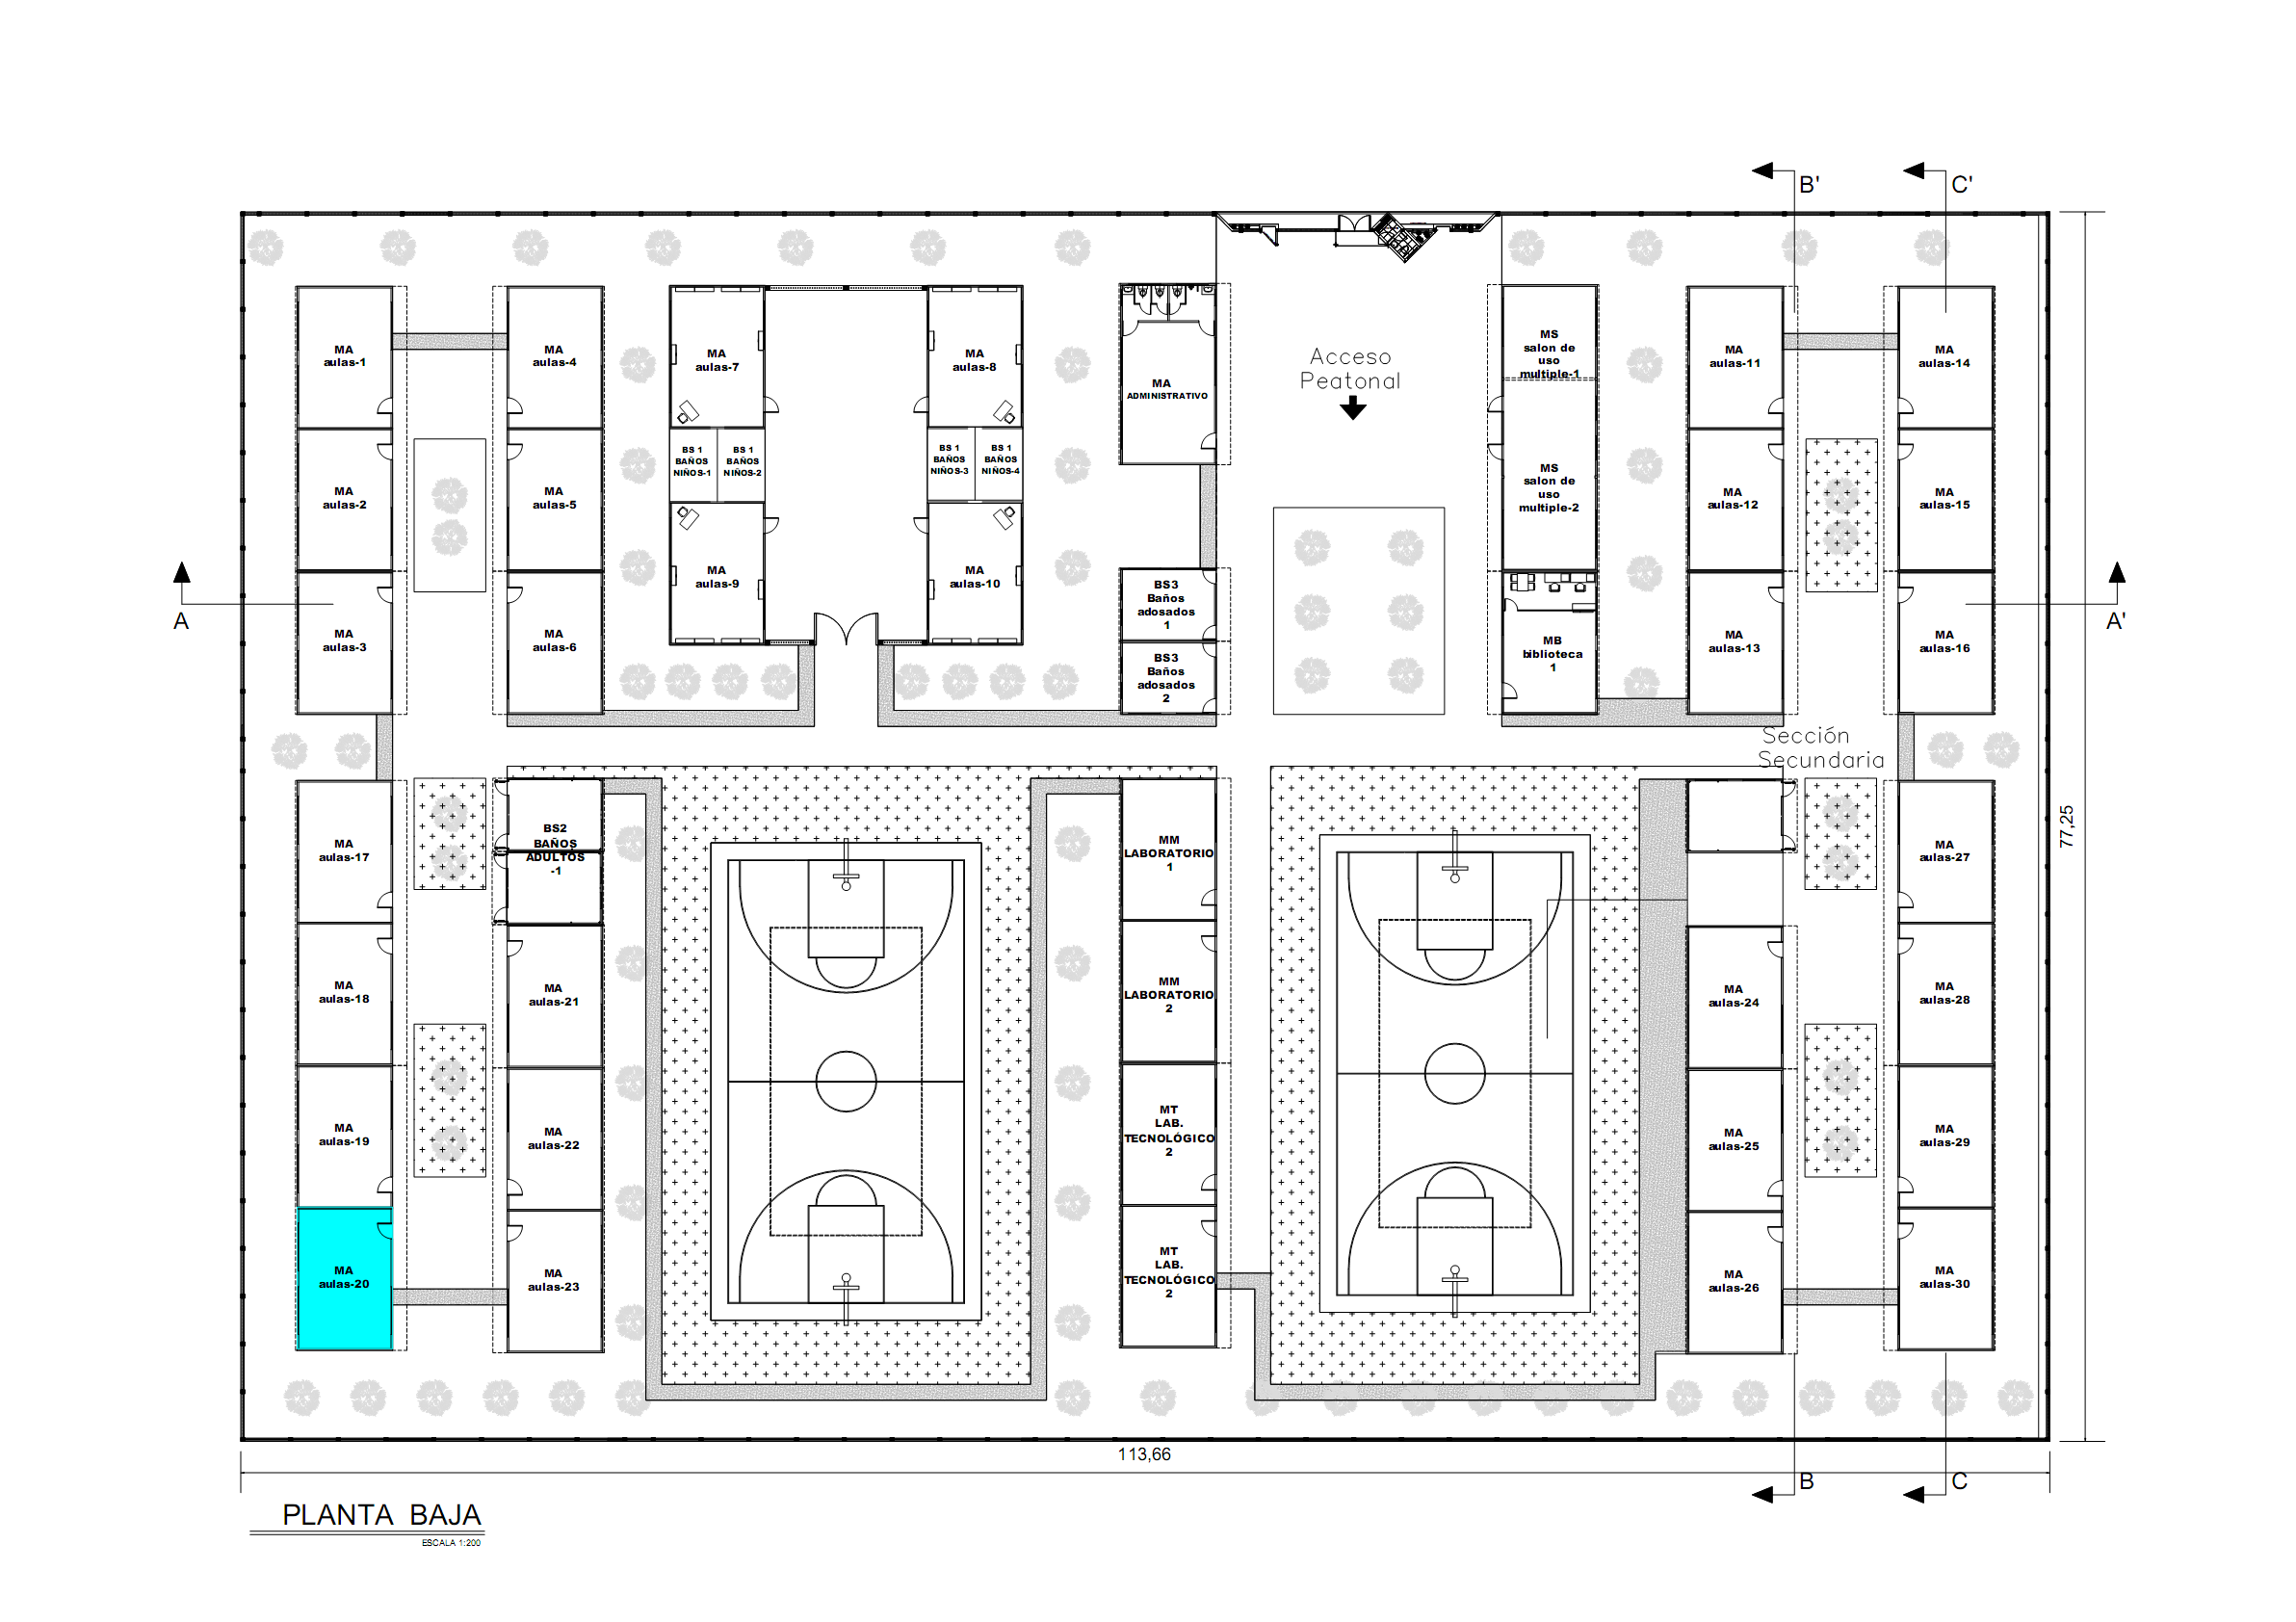 B'
C'
MA
aulas-1
MA
aulas-4
MA
aulas-7
MA
aulas-8
MA
ADMINISTRATIVO
Acceso
Peatonal
MS
salon de
uso
multiple-1
MA
aulas-11
MA
aulas-14
BS 1
BAÑOS
NIÑOS-1
BS 1
BAÑOS
NIÑOS-2
BS 1
BAÑOS
NIÑOS-3
BS 1
BAÑOS
NIÑOS-4
MA
aulas-2
MA
aulas-5
MS
salon de
uso
multiple-2
MA
aulas-12
MA
aulas-15
MA
aulas-9
MA
aulas-10
BS3
Baños
adosados
1
A
A'
MA
aulas-3
MA
aulas-6
MB
biblioteca
1
MA
aulas-13
MA
aulas-16
BS3
Baños
adosados
2
Sección
Secundaria
MA
aulas-17
BS2
BAÑOS
ADULTOS
-1
MM
LABORATORIO
1
MA
aulas-27
77,25
MA
aulas-18
MA
aulas-21
MM
LABORATORIO
2
MA
aulas-24
MA
aulas-28
MA
aulas-19
MA
aulas-22
MT
LAB.
TECNOLÓGICO
2
MA
aulas-25
MA
aulas-29
MA
aulas-20
MA
aulas-23
MT
LAB.
TECNOLÓGICO
2
MA
aulas-26
MA
aulas-30
113,66
B
C
PLANTA BAJA
ESCALA 1:200